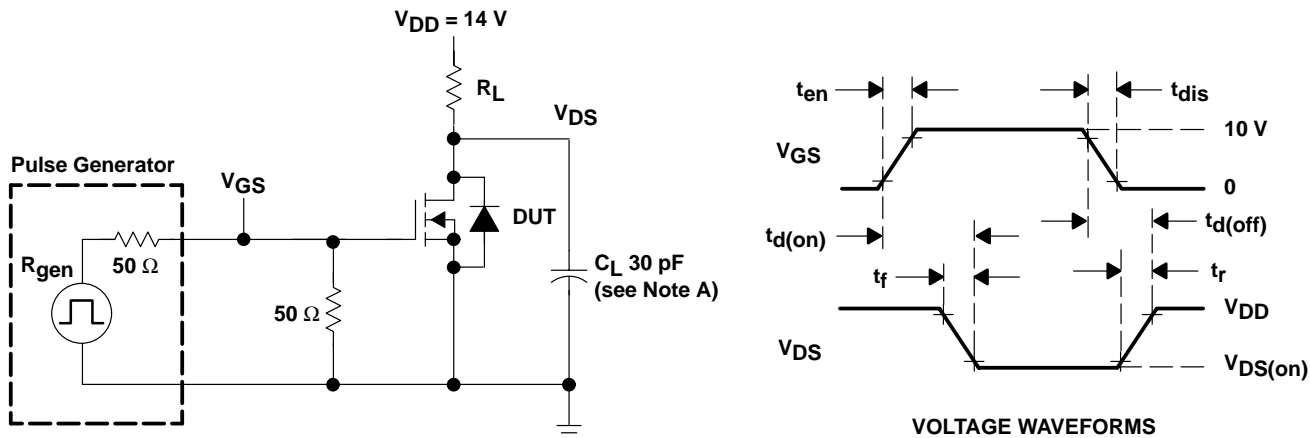 VDD = 14 V
RL
VDS
Pulse Generator
VGS
DUT
Rgen
50 Ω
50 Ω
CL 30 pF
(see Note A)
ten
tdis
10 V
VGS
0
td(on)
td(off)
tf
tr
VDD
VDS
VDS(on)
VOLTAGE WAVEFORMS